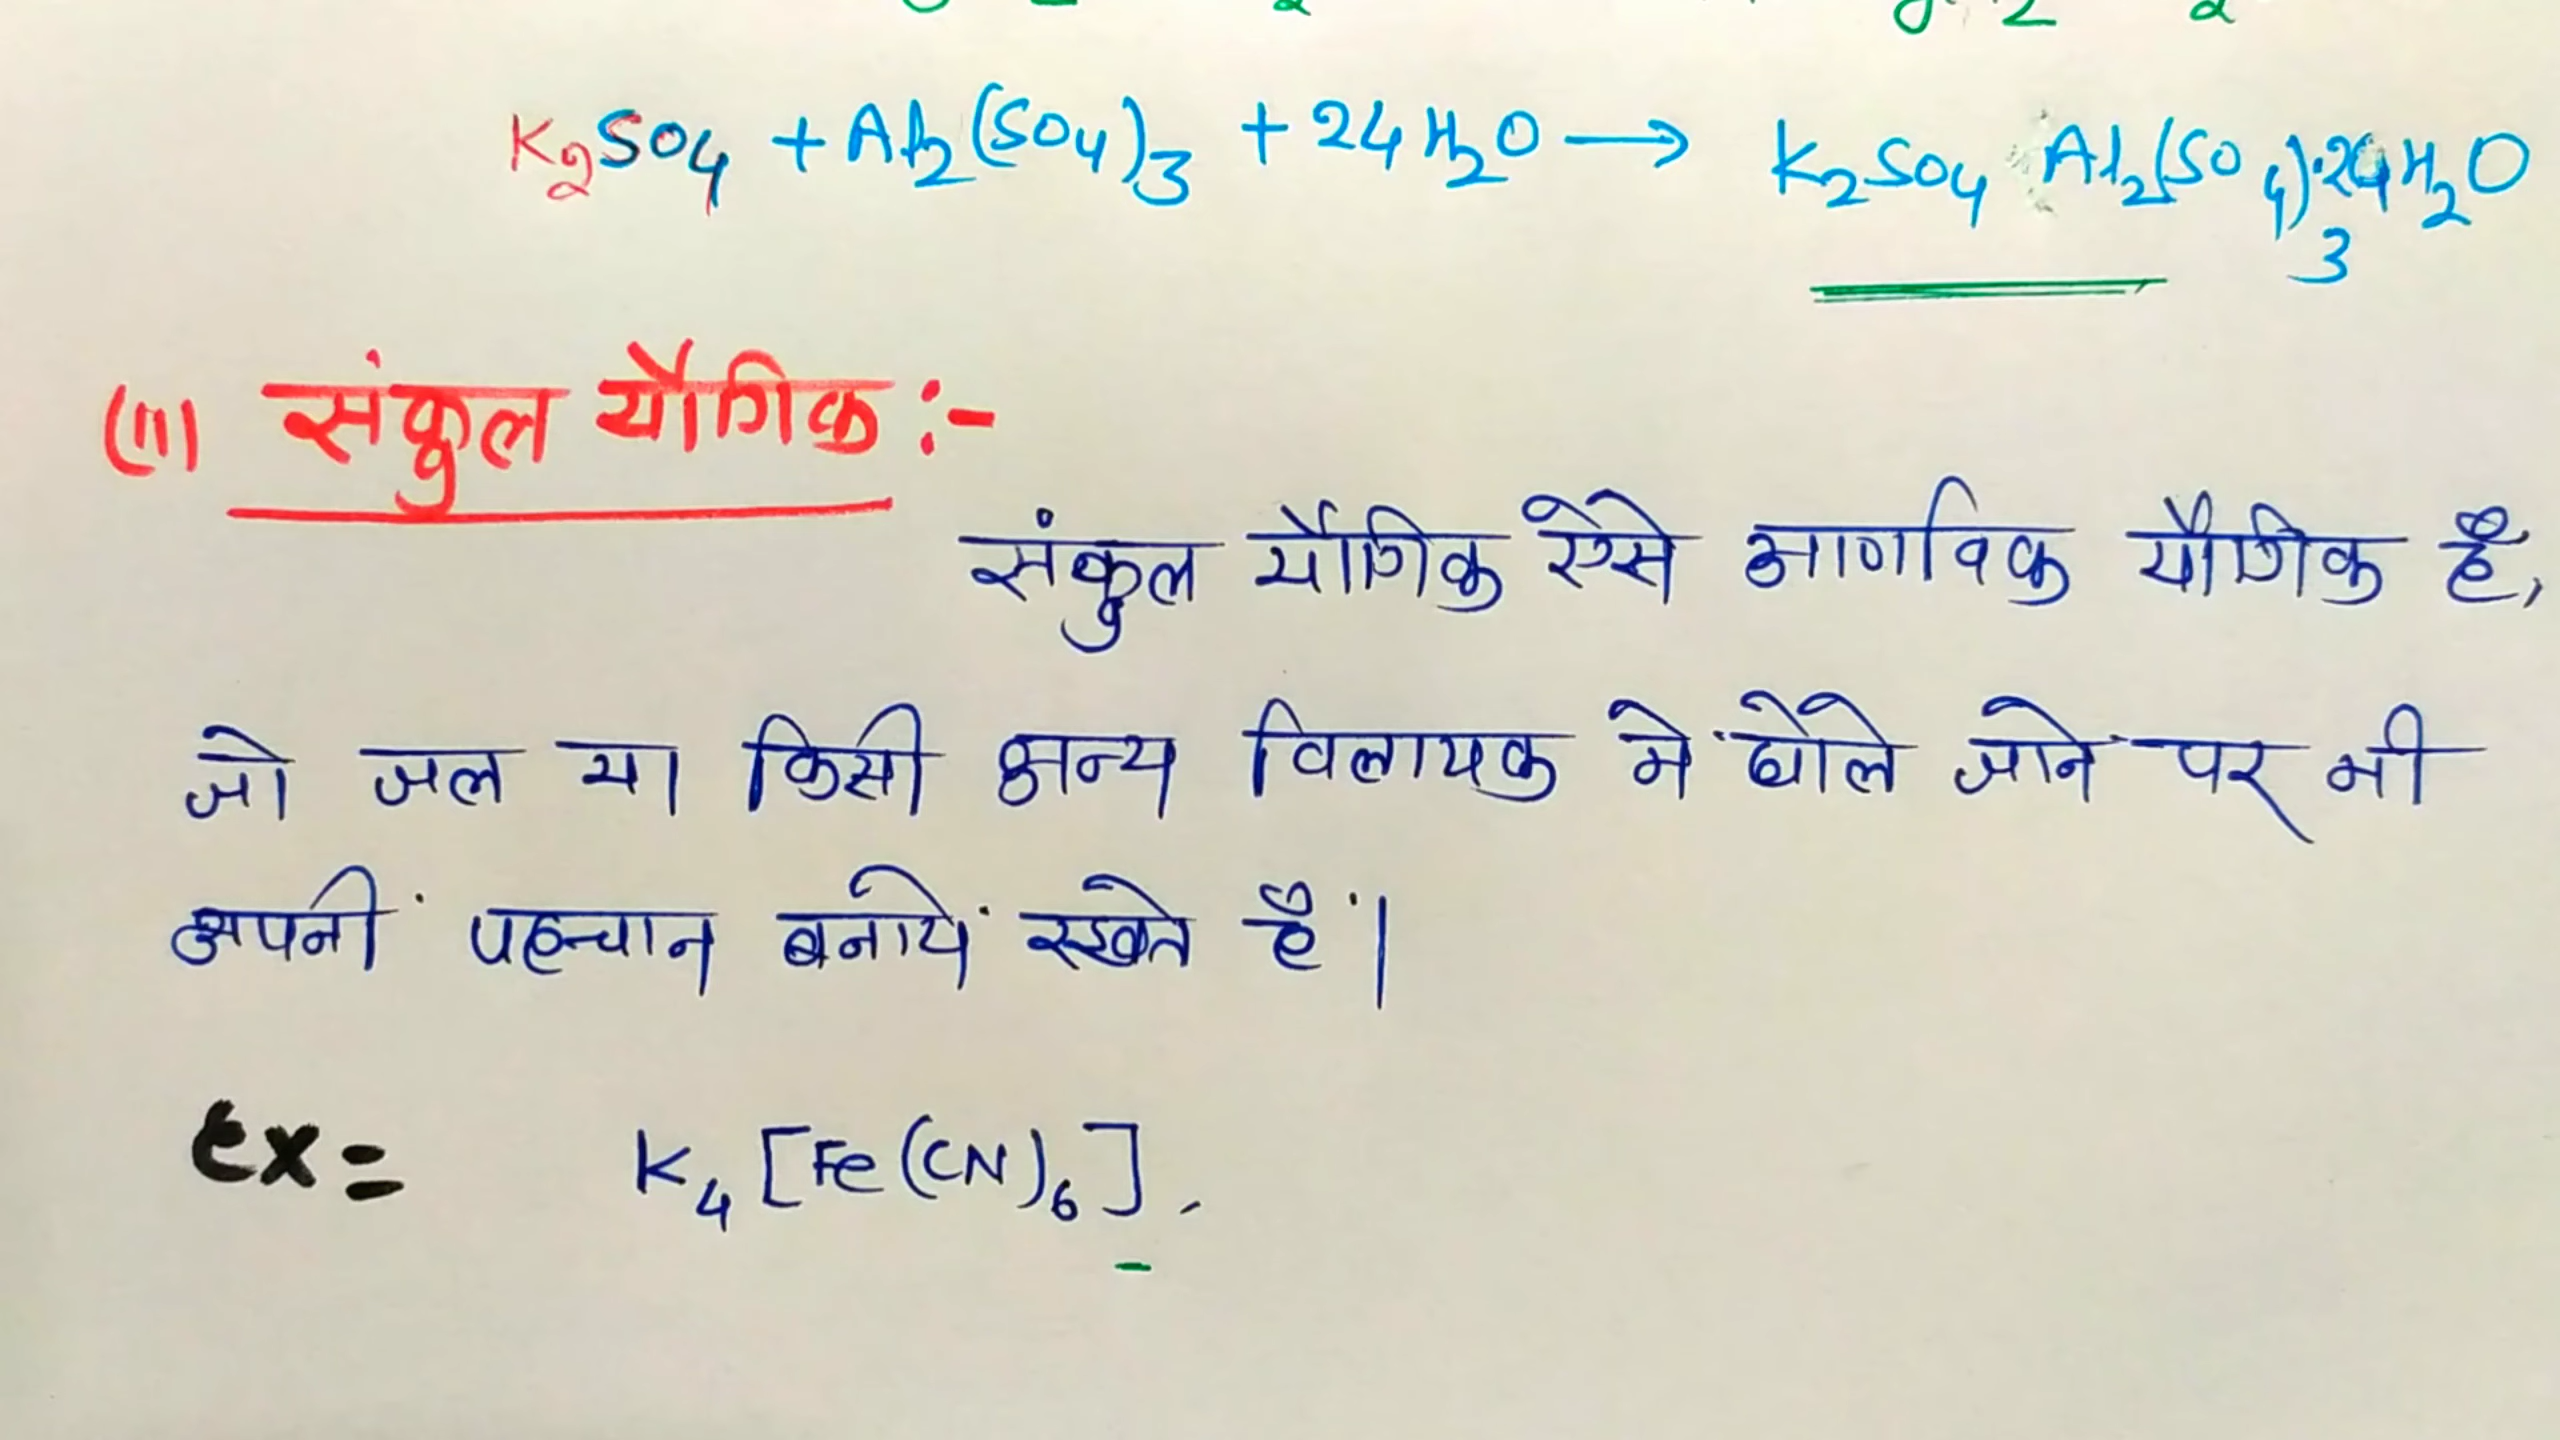 K₂SO₄ + Al₂(SO₄)₃ + 24H₂O ⟶ K₂SO₄ Al₂(SO₄)₃·24H₂O
(ii) संकुल यौगिक :-
संकुल यौगिक ऐसे आणविक यौगिक हैं,
जो जल या किसी अन्य विलायक में घोले जाने पर भी
अपनी पहचान बनाये रखते हैं।
ex = K₄[Fe(CN)₆],